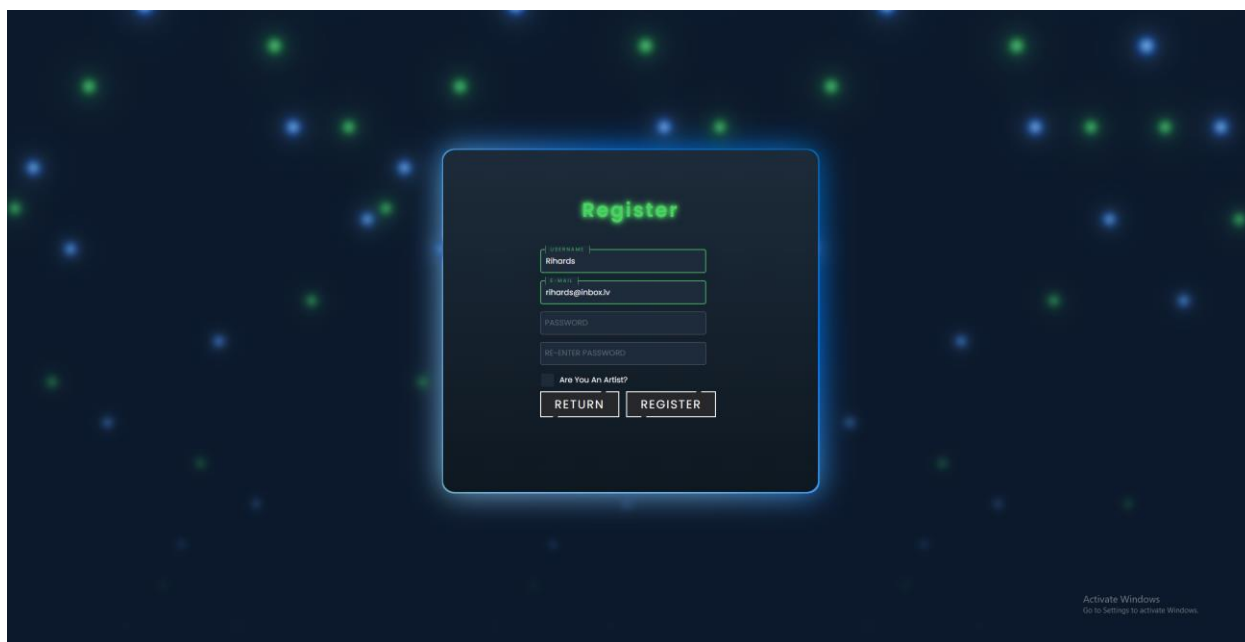 Register
USERNAME
Rihards
E-MAIL
rihards@inbox.lv
PASSWORD
RE-ENTER PASSWORD
Are You An Artist?
RETURN REGISTER
Activate Windows
Go to Settings to activate Windows.